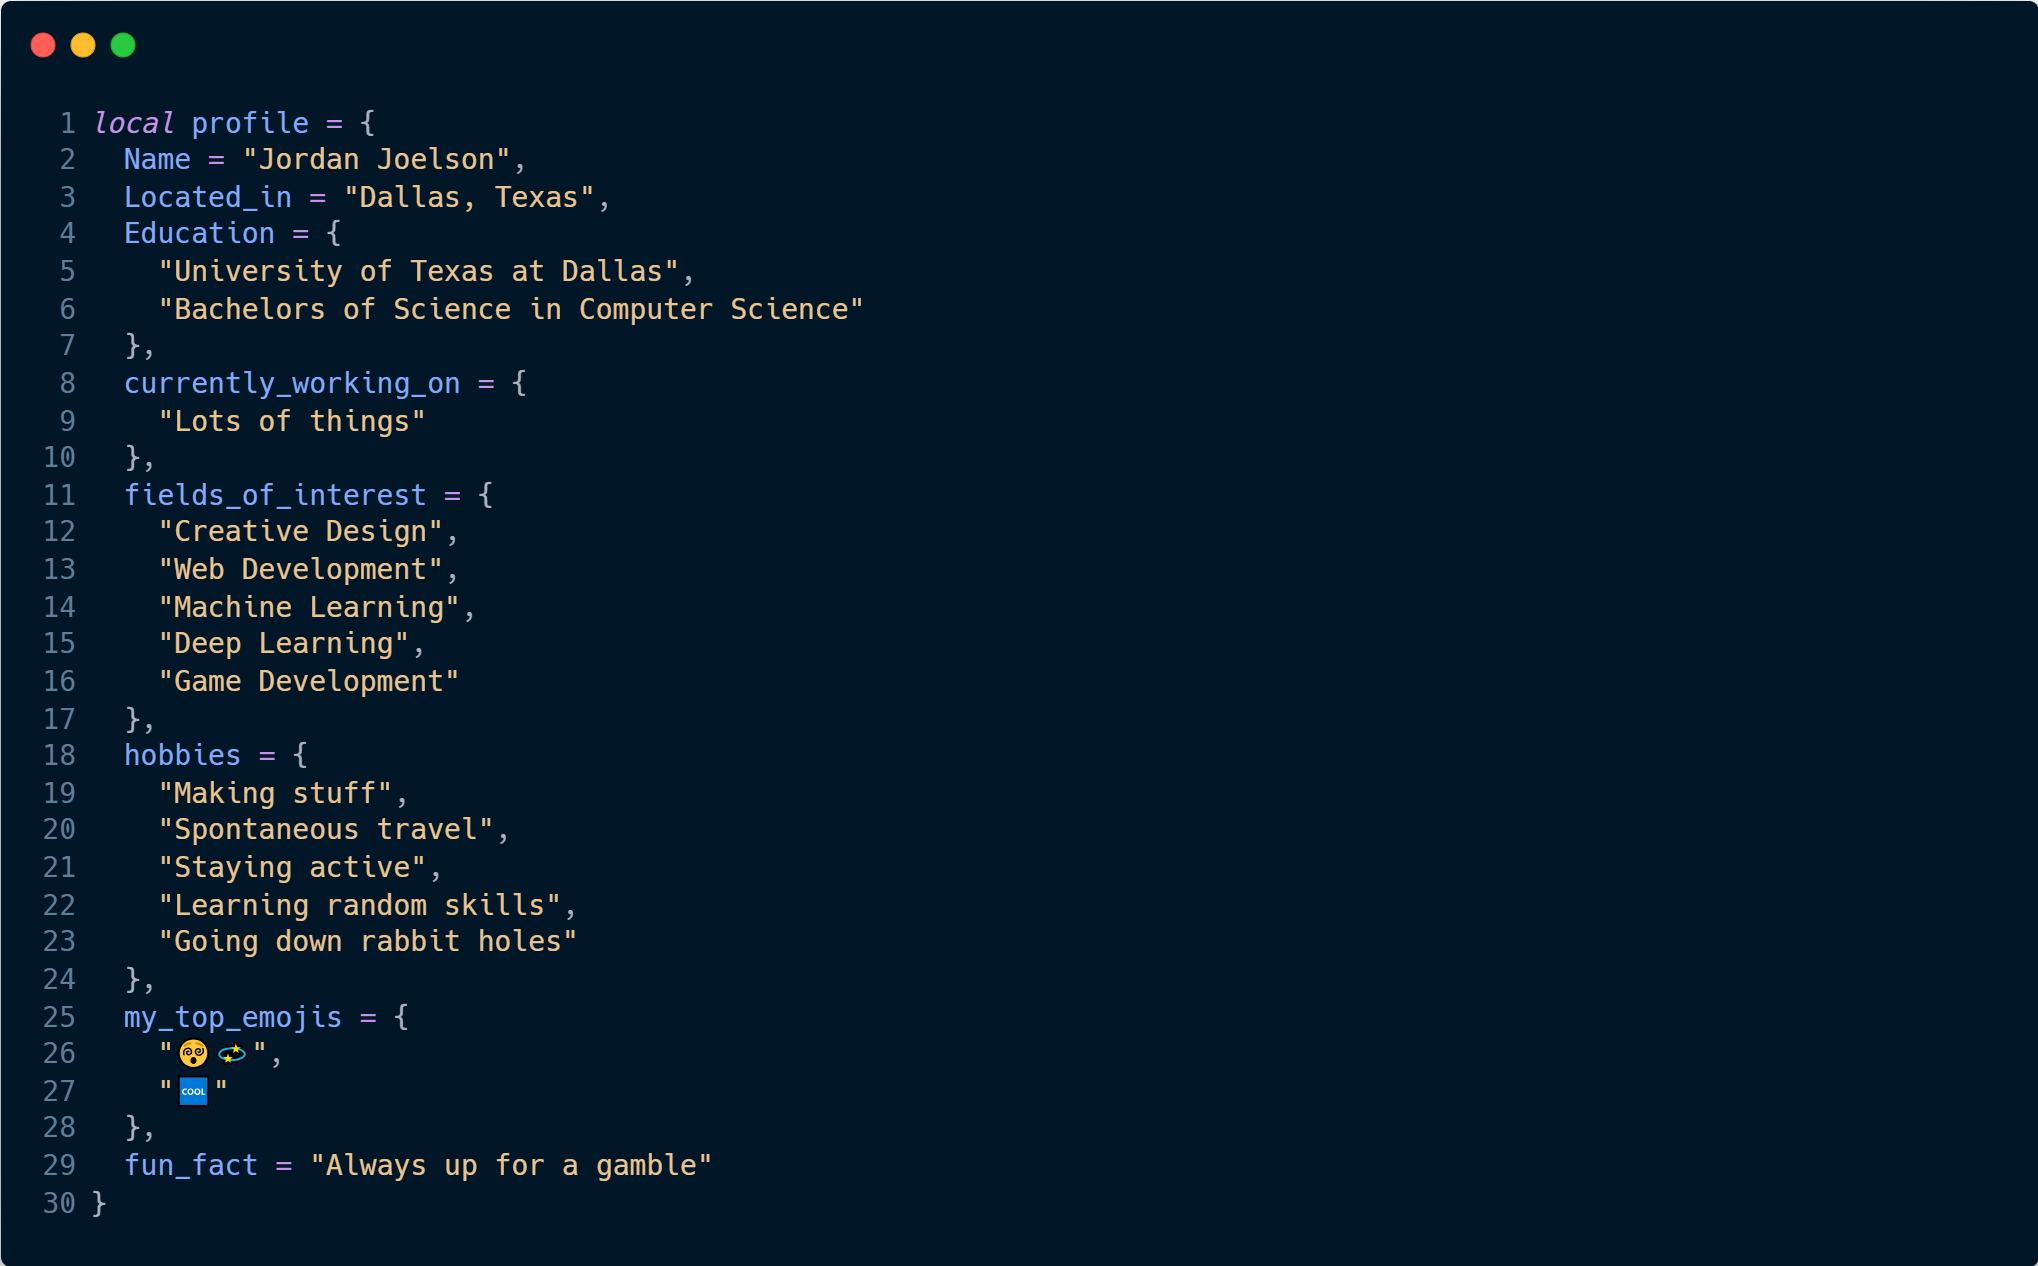 1 local profile = {
2   Name = "Jordan Joelson",
3   Located_in = "Dallas, Texas",
4   Education = {
5     "University of Texas at Dallas",
6     "Bachelors of Science in Computer Science"
7   },
8   currently_working_on = {
9     "Lots of things"
10   },
11   fields_of_interest = {
12     "Creative Design",
13     "Web Development",
14     "Machine Learning",
15     "Deep Learning",
16     "Game Development"
17   },
18   hobbies = {
19     "Making stuff",
20     "Spontaneous travel",
21     "Staying active",
22     "Learning random skills",
23     "Going down rabbit holes"
24   },
25   my_top_emojis = {
26     "😵‍💫",
27     "🆒"
28   },
29   fun_fact = "Always up for a gamble"
30 }